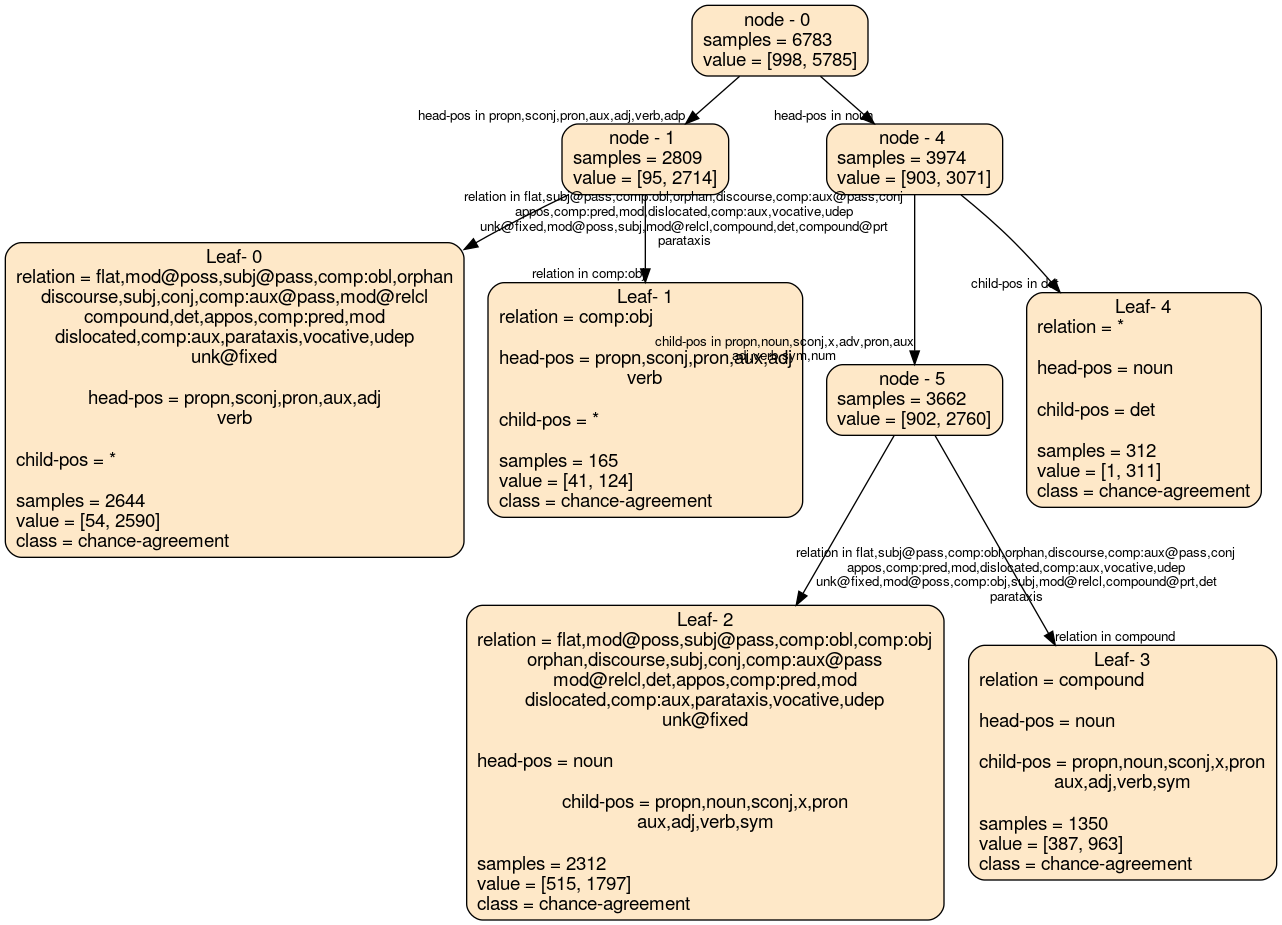 node - 0
samples = 6783
value = [998, 5785]
head-pos in propn,sconj,pron,aux,adj,verb,adp
head-pos in noun
node - 1
samples = 2809
value = [95, 2714]
node - 4
samples = 3974
value = [903, 3071]
relation in flat,subj@pass,comp:obl,orphan,discourse,comp:aux@pass,conj
appos,comp:pred,mod,dislocated,comp:aux,vocative,udep
unk@fixed,mod@poss,subj,mod@relcl,compound,det,compound@prt
parataxis
relation in comp:obj
child-pos in det
Leaf- 0
relation = flat,mod@poss,subj@pass,comp:obl,orphan
discourse,subj,conj,comp:aux@pass,mod@relcl
compound,det,appos,comp:pred,mod
dislocated,comp:aux,parataxis,vocative,udep
unk@fixed
head-pos = propn,sconj,pron,aux,adj
verb
child-pos = *
samples = 2644
value = [54, 2590]
class = chance-agreement
Leaf- 1
relation = comp:obj
head-pos = propn,sconj,pron,aux,adj
verb
child-pos = *
samples = 165
value = [41, 124]
class = chance-agreement
child-pos in propn,noun,sconj,x,adv,pron,aux
adj,verb,sym,num
node - 5
samples = 3662
value = [902, 2760]
Leaf- 4
relation = *
head-pos = noun
child-pos = det
samples = 312
value = [1, 311]
class = chance-agreement
relation in flat,subj@pass,comp:obl,orphan,discourse,comp:aux@pass,conj
appos,comp:pred,mod,dislocated,comp:aux,vocative,udep
unk@fixed,mod@poss,comp:obj,subj,mod@relcl,compound@prt,det
parataxis
relation in compound
Leaf- 2
relation = flat,mod@poss,subj@pass,comp:obl,comp:obj
orphan,discourse,subj,conj,comp:aux@pass
mod@relcl,det,appos,comp:pred,mod
dislocated,comp:aux,parataxis,vocative,udep
unk@fixed
head-pos = noun
child-pos = propn,noun,sconj,x,pron
aux,adj,verb,sym
samples = 2312
value = [515, 1797]
class = chance-agreement
Leaf- 3
relation = compound
head-pos = noun
child-pos = propn,noun,sconj,x,pron
aux,adj,verb,sym
samples = 1350
value = [387, 963]
class = chance-agreement